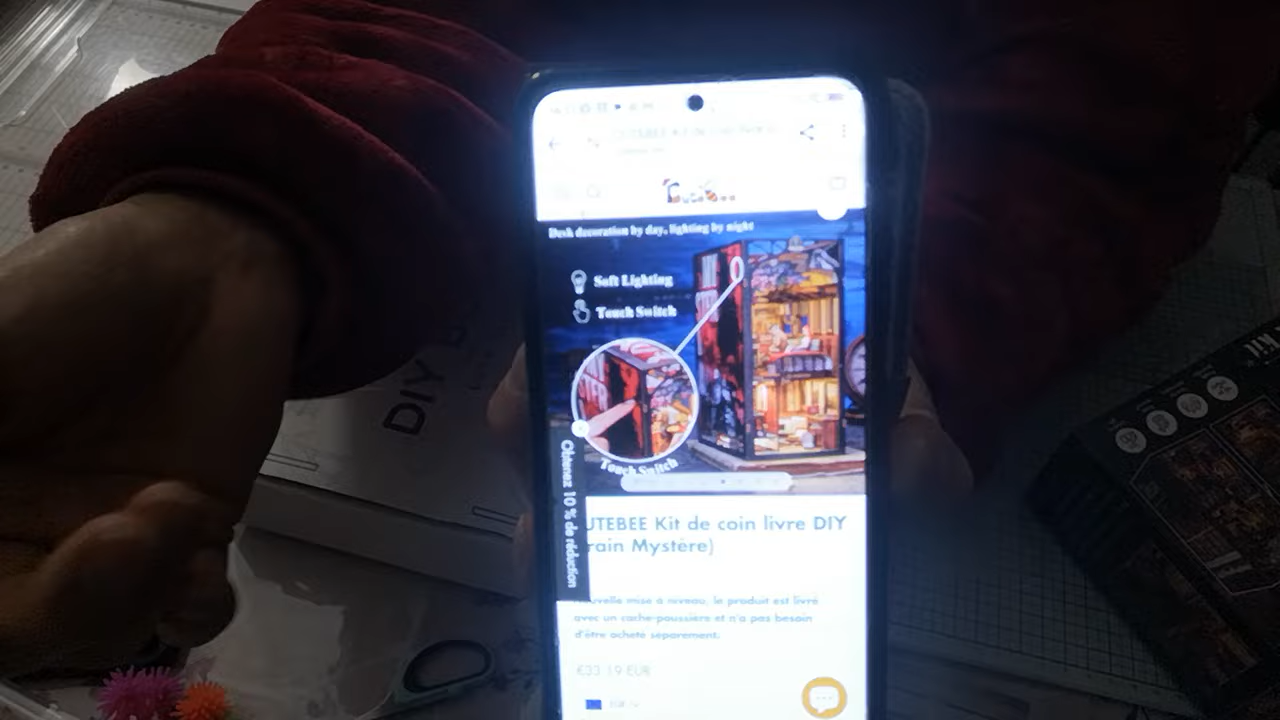 CuteBee
Desk decoration by day, lighting by night
Soft Lighting
Touch Switch
Touch Switch
Obtenez 10 % de réduction
UTEBEE Kit de coin livre DIY
rain Mystère)
uvelle mise à niveau, le produit est livré
avec un cache-poussière et n'a pas besoin
d'être acheté séparément.
€33.19 EUR
DIY